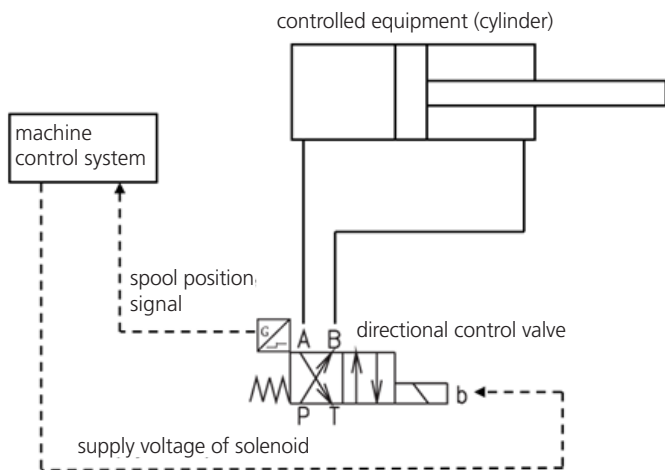 controlled equipment (cylinder)
machine
control system
spool position
signal
G
A B
directional control valve
P T
b
supply voltage of solenoid